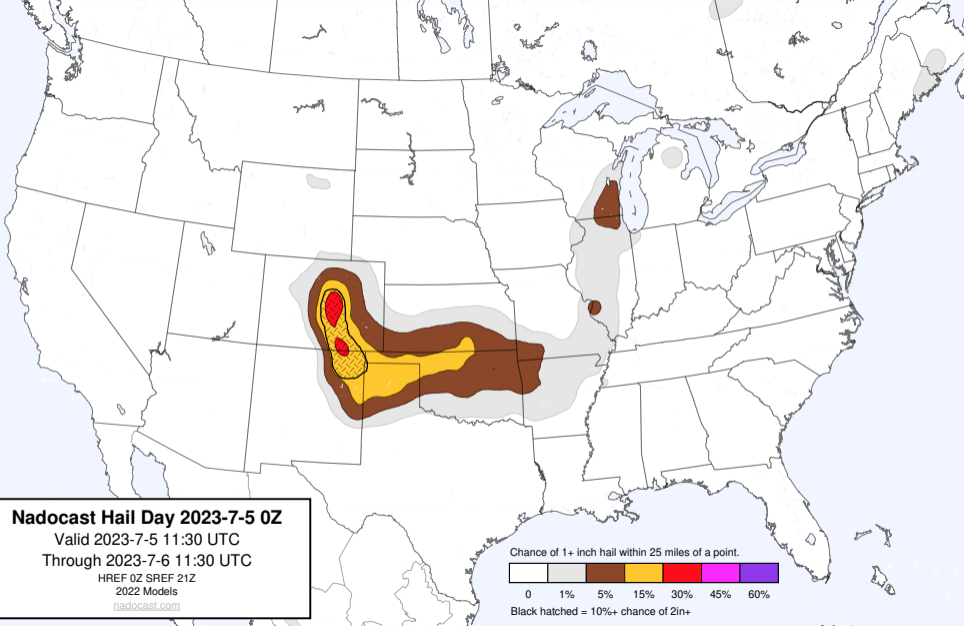 Nadocast Hail Day 2023-7-5 0Z
Valid 2023-7-5 11:30 UTC
Through 2023-7-6 11:30 UTC
HREF 0Z SREF 21Z
2022 Models
nadocast.com
Chance of 1+ inch hail within 25 miles of a point.
0 1% 5% 15% 30% 45% 60%
Black hatched = 10%+ chance of 2in+